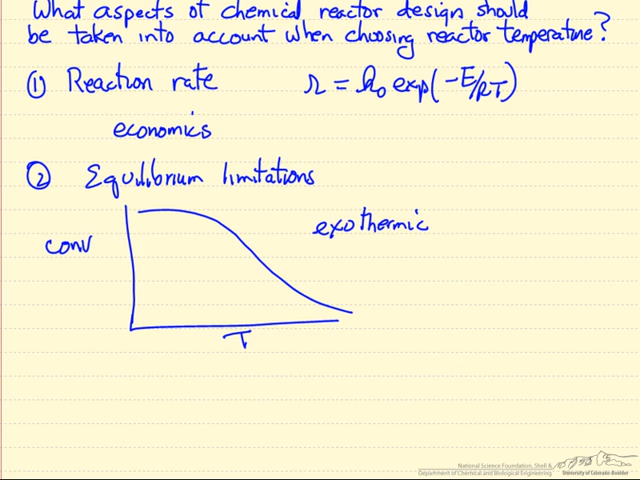 What aspects of chemical reactor design should
be taken into account when choosing reactor temperature?
① Reaction rate r = k₀ exp(-E/RT)
economics
② Equilibrium limitations
exothermic
conv
T
National Science Foundation, Shell &
Department of Chemical and Biological Engineering
University of Colorado Boulder